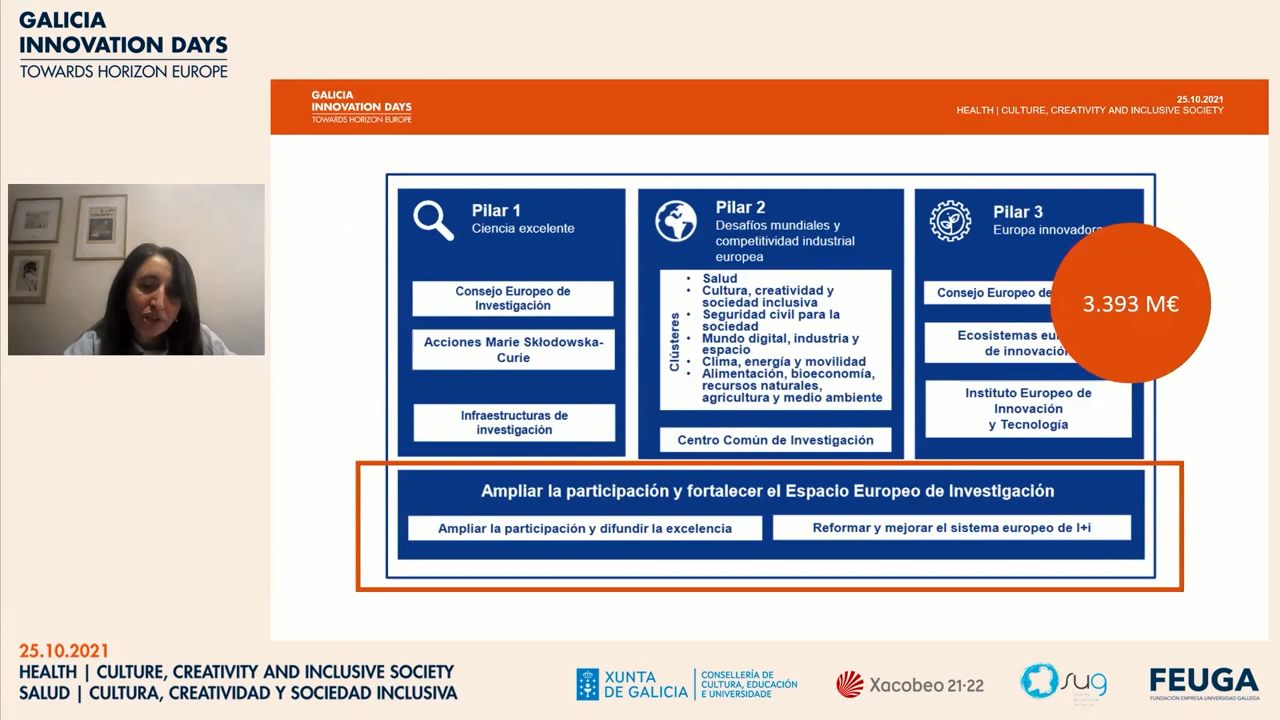 GALICIA
INNOVATION DAYS
TOWARDS HORIZON EUROPE
GALICIA
INNOVATION DAYS
TOWARDS HORIZON EUROPE
25.10.2021
HEALTH | CULTURE, CREATIVITY AND INCLUSIVE SOCIETY
Pilar 1
Ciencia excelente
Consejo Europeo de
Investigación
Acciones Marie Skłodowska-
Curie
Infraestructuras de
investigación
Pilar 2
Desafíos mundiales y
competitividad industrial
europea
Clústeres
• Salud
• Cultura, creatividad y
sociedad inclusiva
• Seguridad civil para la
sociedad
• Mundo digital, industria y
espacio
• Clima, energía y movilidad
• Alimentación, bioeconomía,
recursos naturales,
agricultura y medio ambiente
Centro Común de Investigación
Pilar 3
Europa innovadora
Consejo Europeo de
Ecosistemas
de innovación
Instituto Europeo de
Innovación
y Tecnología
3.393 M€
Ampliar la participación y fortalecer el Espacio Europeo de Investigación
Ampliar la participación y difundir la excelencia
Reformar y mejorar el sistema europeo de I+i
25.10.2021
HEALTH | CULTURE, CREATIVITY AND INCLUSIVE SOCIETY
SALUD | CULTURA, CREATIVIDAD Y SOCIEDAD INCLUSIVA
XUNTA
DE GALICIA
CONSELLERÍA
DE CULTURA, EDUCACIÓN
E UNIVERSIDADE
Xacobeo 21·22
sug
FEUGA
FUNDACIÓN EMPRESA-UNIVERSIDAD GALLEGA